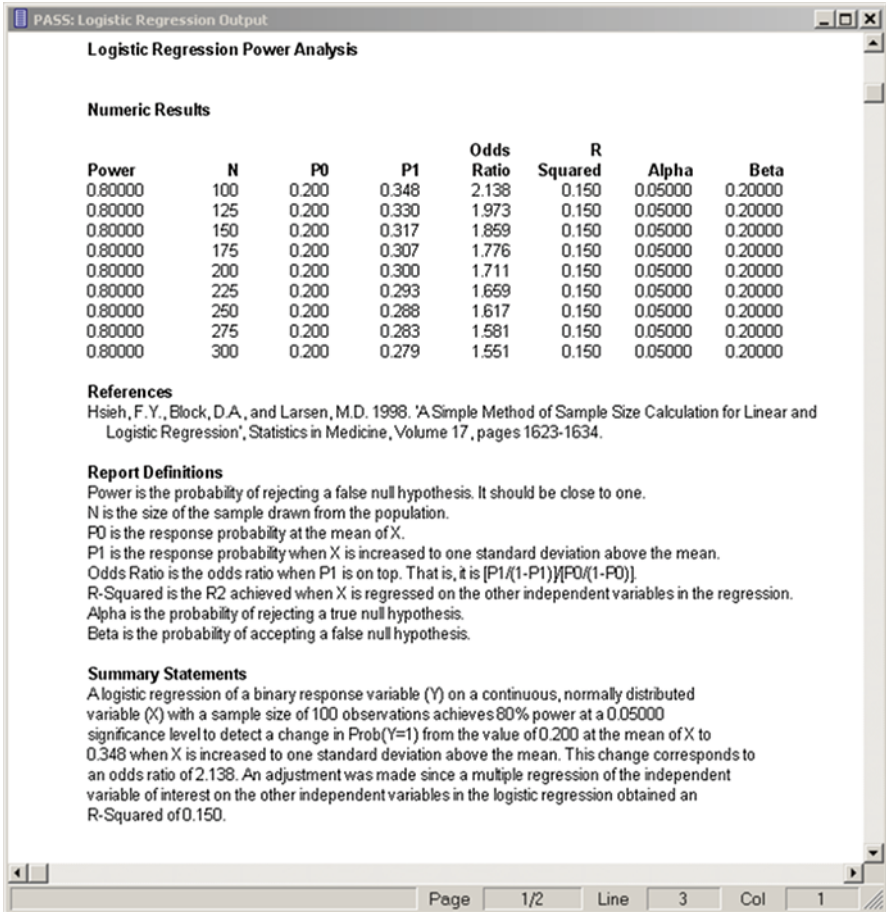 PASS: Logistic Regression Output
Logistic Regression Power Analysis
Numeric Results
Odds R
Power N P0 P1 Ratio Squared Alpha Beta
0.80000 100 0.200 0.348 2.138 0.150 0.05000 0.20000
0.80000 125 0.200 0.330 1.973 0.150 0.05000 0.20000
0.80000 150 0.200 0.317 1.859 0.150 0.05000 0.20000
0.80000 175 0.200 0.307 1.776 0.150 0.05000 0.20000
0.80000 200 0.200 0.300 1.711 0.150 0.05000 0.20000
0.80000 225 0.200 0.293 1.659 0.150 0.05000 0.20000
0.80000 250 0.200 0.288 1.617 0.150 0.05000 0.20000
0.80000 275 0.200 0.283 1.581 0.150 0.05000 0.20000
0.80000 300 0.200 0.279 1.551 0.150 0.05000 0.20000
References
Hsieh, F.Y., Block, D.A., and Larsen, M.D. 1998. 'A Simple Method of Sample Size Calculation for Linear and
Logistic Regression', Statistics in Medicine, Volume 17, pages 1623-1634.
Report Definitions
Power is the probability of rejecting a false null hypothesis. It should be close to one.
N is the size of the sample drawn from the population.
P0 is the response probability at the mean of X.
P1 is the response probability when X is increased to one standard deviation above the mean.
Odds Ratio is the odds ratio when P1 is on top. That is, it is [P1/(1-P1)]/[P0/(1-P0)].
R-Squared is the R2 achieved when X is regressed on the other independent variables in the regression.
Alpha is the probability of rejecting a true null hypothesis.
Beta is the probability of accepting a false null hypothesis.
Summary Statements
A logistic regression of a binary response variable (Y) on a continuous, normally distributed
variable (X) with a sample size of 100 observations achieves 80% power at a 0.05000
significance level to detect a change in Prob(Y=1) from the value of 0.200 at the mean of X to
0.348 when X is increased to one standard deviation above the mean. This change corresponds to
an odds ratio of 2.138. An adjustment was made since a multiple regression of the independent
variable of interest on the other independent variables in the logistic regression obtained an
R-Squared of 0.150.
Page 1/2 Line 3 Col 1